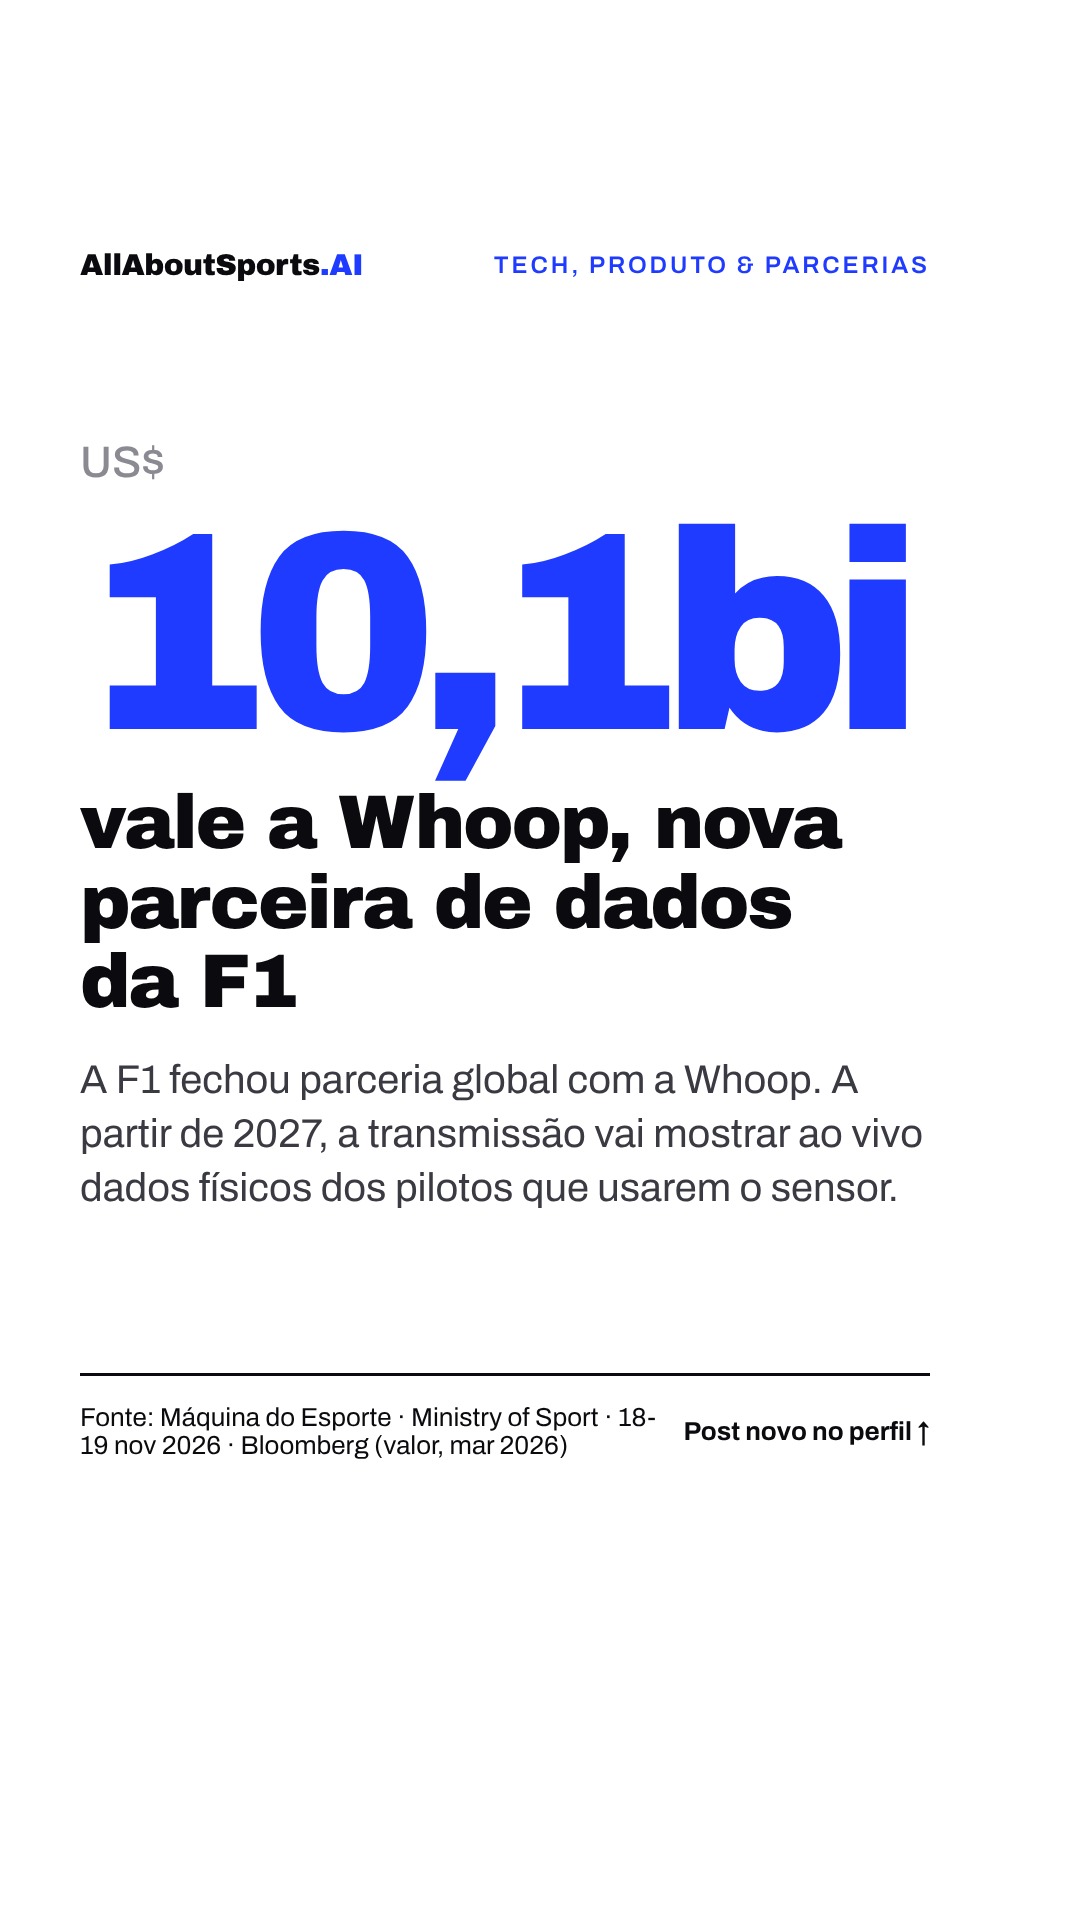 AllAboutSports.AI
TECH, PRODUTO & PARCERIAS
US$
10,1bi
vale a Whoop, nova
parceira de dados
da F1
A F1 fechou parceria global com a Whoop. A
partir de 2027, a transmissão vai mostrar ao vivo
dados físicos dos pilotos que usarem o sensor.
Fonte: Máquina do Esporte · Ministry of Sport · 18-
19 nov 2026 · Bloomberg (valor, mar 2026)
Post novo no perfil ↑